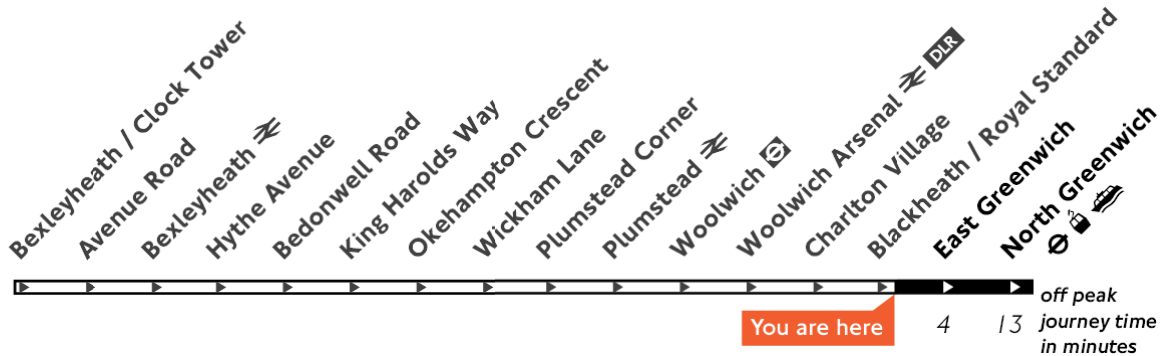 Bexleyheath / Clock Tower
Avenue Road
Bexleyheath
Hythe Avenue
Bedonwell Road
King Harolds Way
Okehampton Crescent
Wickham Lane
Plumstead Corner
Plumstead
Woolwich
Woolwich Arsenal DLR
Charlton Village
Blackheath / Royal Standard
East Greenwich
North Greenwich
You are here
4
13
off peak
journey time
in minutes